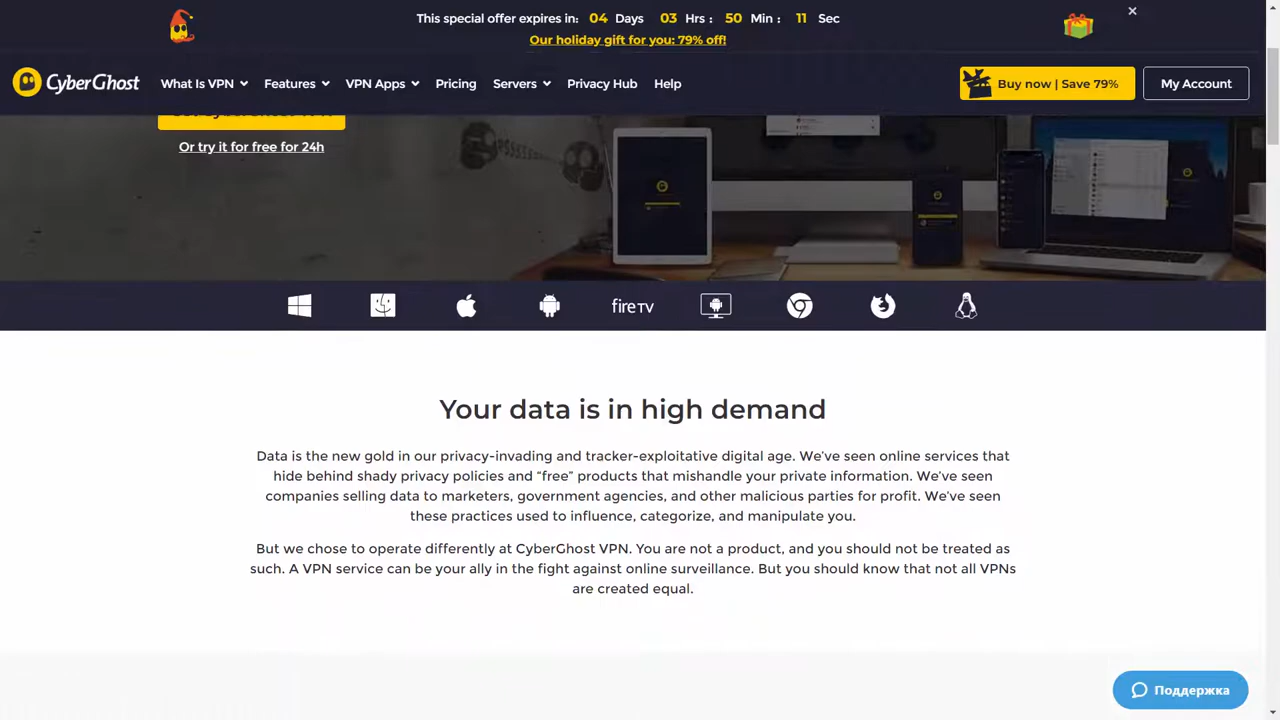 This special offer expires in: 04 Days 03 Hrs : 50 Min : 11 Sec
Our holiday gift for you: 79% off!
CyberGhost What Is VPN Features VPN Apps Pricing Servers Privacy Hub Help Buy now | Save 79% My Account
Or try it for free for 24h
fireTV
Your data is in high demand
Data is the new gold in our privacy-invading and tracker-exploitative digital age. We’ve seen online services that
hide behind shady privacy policies and “free” products that mishandle your private information. We’ve seen
companies selling data to marketers, government agencies, and other malicious parties for profit. We’ve seen
these practices used to influence, categorize, and manipulate you.
But we chose to operate differently at CyberGhost VPN. You are not a product, and you should not be treated as
such. A VPN service can be your ally in the fight against online surveillance. But you should know that not all VPNs
are created equal.
Поддержка